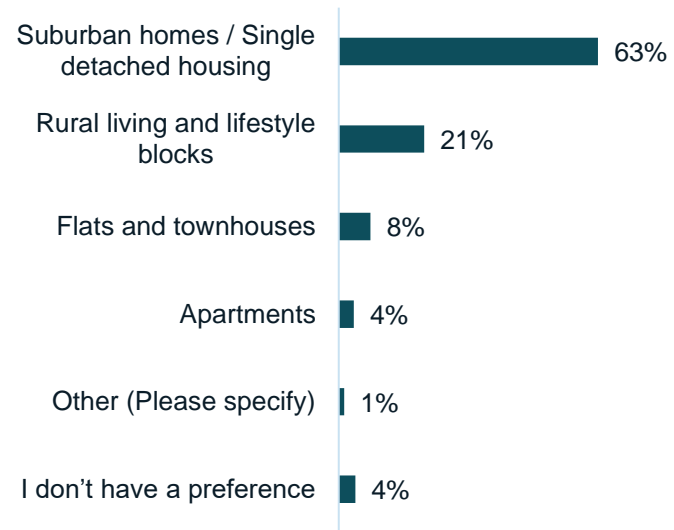 Suburban homes / Single
detached housing
63%
Rural living and lifestyle
blocks
21%
Flats and townhouses
8%
Apartments
4%
Other (Please specify)
1%
I don’t have a preference
4%